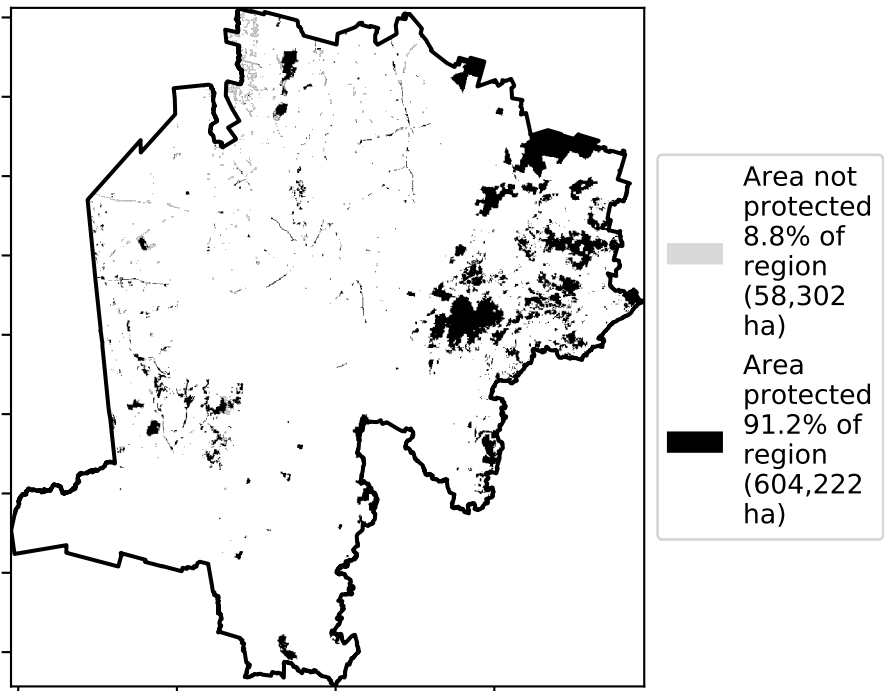 Area not
protected
8.8% of
region
(58,302
ha)
Area
protected
91.2% of
region
(604,222
ha)